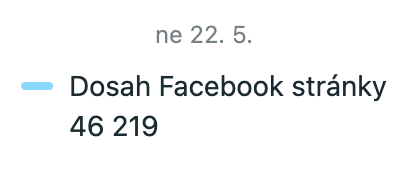 ne 22. 5.
Dosah Facebook stránky
46 219